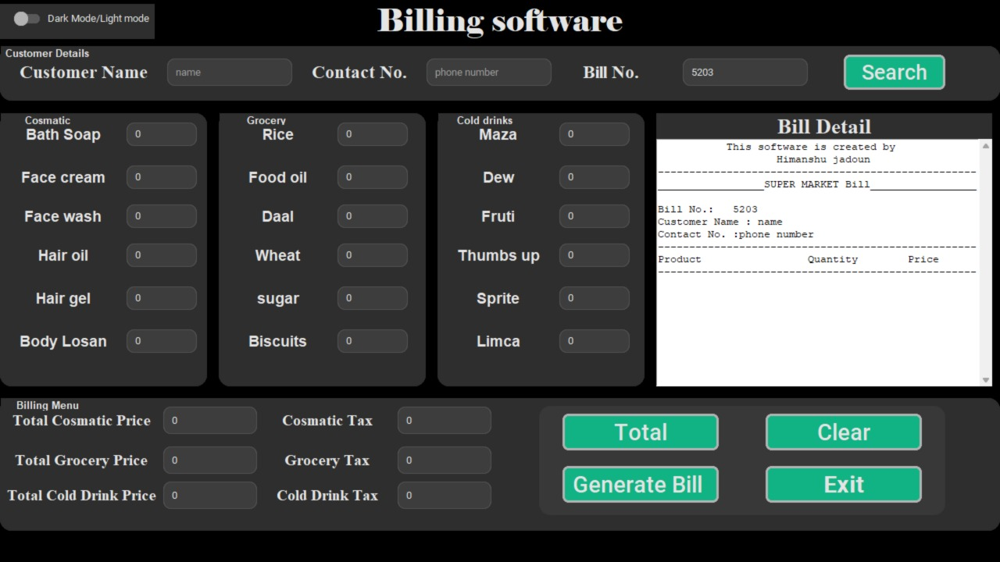 Dark Mode/Light mode
Billing software
Customer Details
Customer Name name Contact No. phone number Bill No. 5203 Search
Cosmatic
Bath Soap 0
Face cream 0
Face wash 0
Hair oil 0
Hair gel 0
Body Losan 0
Grocery
Rice 0
Food oil 0
Daal 0
Wheat 0
sugar 0
Biscuits 0
Cold drinks
Maza 0
Dew 0
Fruti 0
Thumbs up 0
Sprite 0
Limca 0
Bill Detail
This software is created by
Himanshu jadoun
---------------------------------------------------
_________________SUPER MARKET Bill_________________
Bill No.: 5203
Customer Name : name
Contact No. :phone number
---------------------------------------------------
Product Quantity Price
---------------------------------------------------
Billing Menu
Total Cosmatic Price 0 Cosmatic Tax 0
Total Grocery Price 0 Grocery Tax 0
Total Cold Drink Price 0 Cold Drink Tax 0
Total Clear
Generate Bill Exit